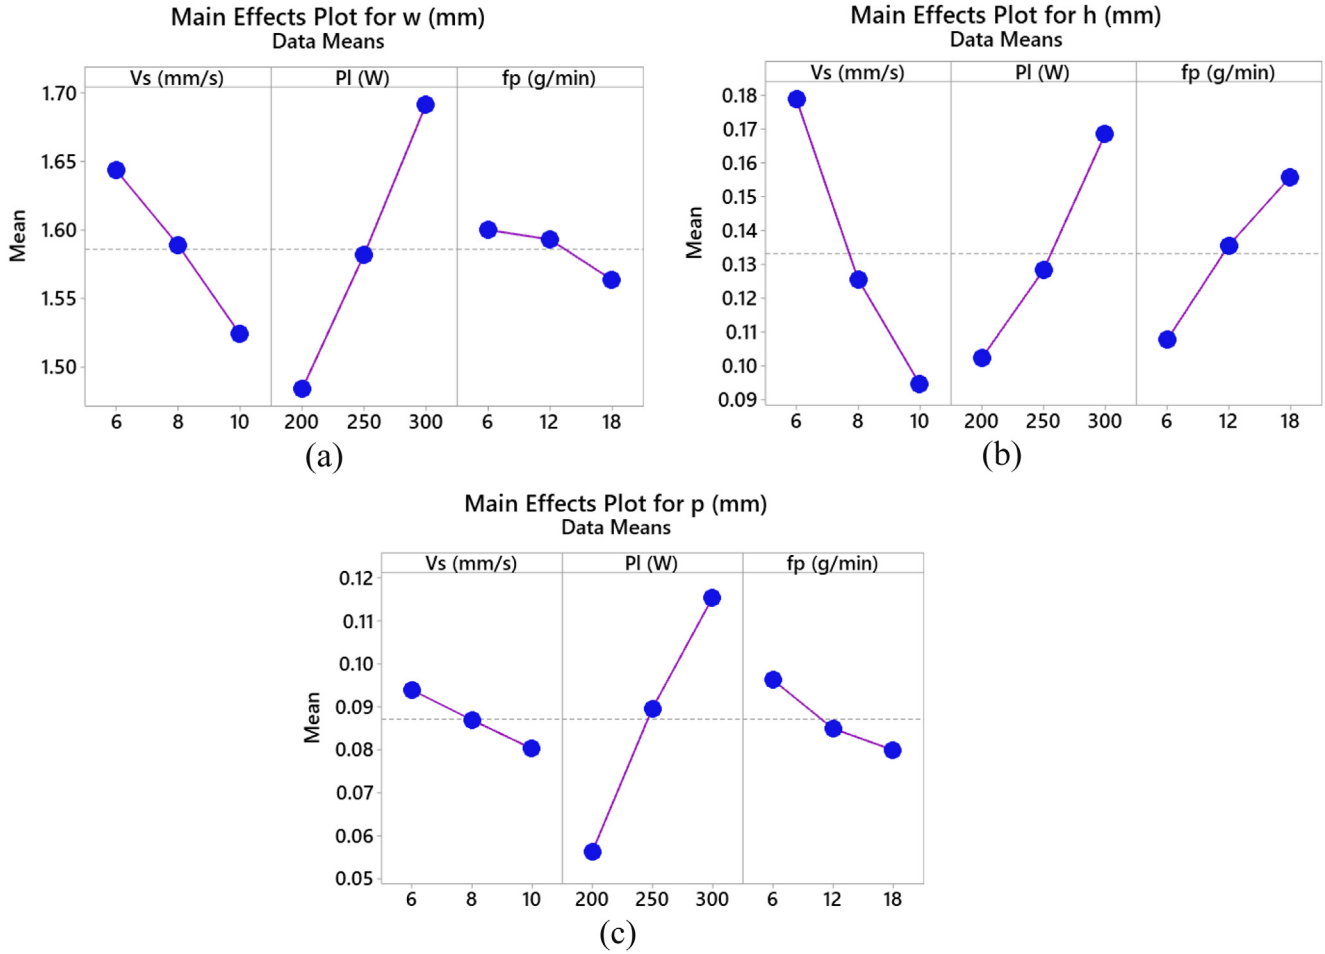 Main Effects Plot for w (mm)
Data Means
Vs (mm/s) Pl (W) fp (g/min)
1.70
1.65
1.60
1.55
1.50
Mean
6 8 10 200 250 300 6 12 18
(a)
Main Effects Plot for h (mm)
Data Means
Vs (mm/s) Pl (W) fp (g/min)
0.18
0.17
0.16
0.15
0.14
0.13
0.12
0.11
0.10
0.09
Mean
6 8 10 200 250 300 6 12 18
(b)
Main Effects Plot for p (mm)
Data Means
Vs (mm/s) Pl (W) fp (g/min)
0.12
0.11
0.10
0.09
0.08
0.07
0.06
0.05
Mean
6 8 10 200 250 300 6 12 18
(c)